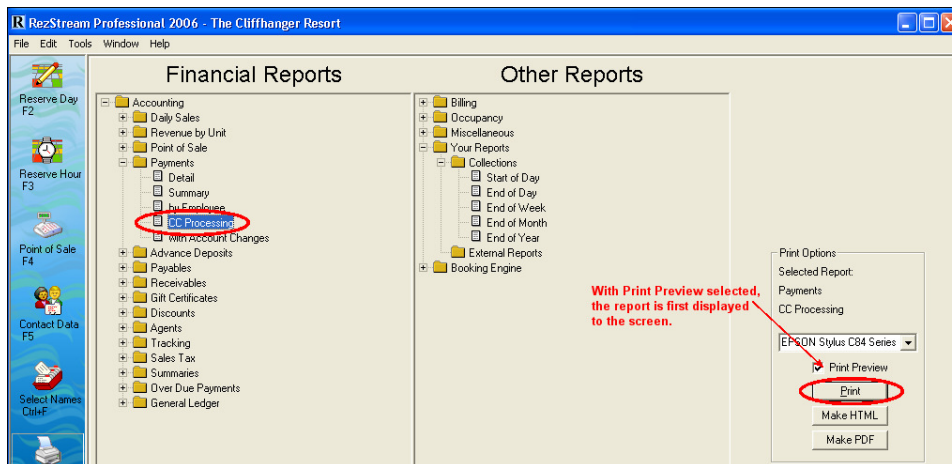 RezStream Professional 2006 - The Cliffhanger Resort
File Edit Tools Window Help
Reserve Day
F2
Reserve Hour
F3
Point of Sale
F4
Contact Data
F5
Select Names
Ctrl+F
Financial Reports
Accounting
Daily Sales
Revenue by Unit
Point of Sale
Payments
Detail
Summary
by Employee
CC Processing
with Account Changes
Advance Deposits
Payables
Receivables
Gift Certificates
Discounts
Agents
Tracking
Sales Tax
Summaries
Over Due Payments
General Ledger
Other Reports
Billing
Occupancy
Miscellaneous
Your Reports
Collections
Start of Day
End of Day
End of Week
End of Month
End of Year
External Reports
Booking Engine
With Print Preview selected,
the report is first displayed
to the screen.
Print Options
Selected Report:
Payments
CC Processing
EPSON Stylus C84 Series
Print Preview
Print
Make HTML
Make PDF